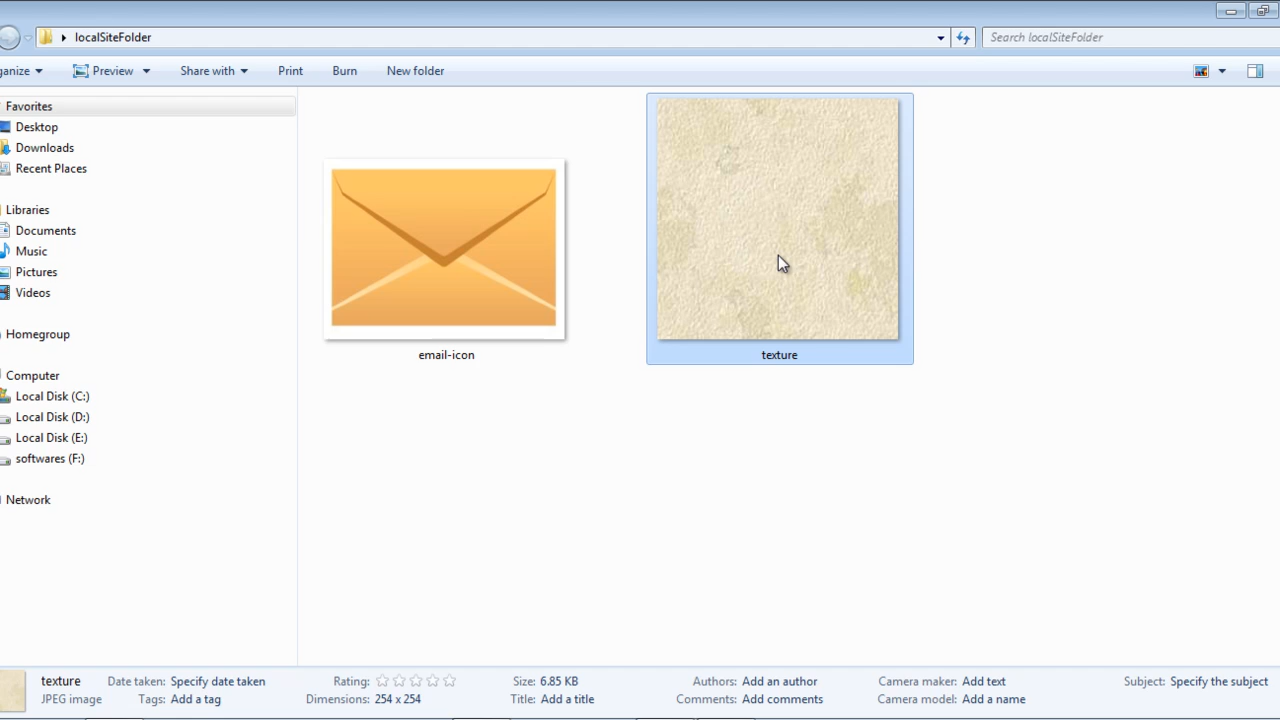 localSiteFolder
Search localSiteFolder
anize Preview Share with Print Burn New folder
Favorites
Desktop
Downloads
Recent Places
Libraries
Documents
Music
Pictures
Videos
Homegroup
Computer
Local Disk (C:)
Local Disk (D:)
Local Disk (E:)
softwares (F:)
Network
email-icon
texture
texture Date taken: Specify date taken Rating: Size: 6.85 KB Authors: Add an author Camera maker: Add text Subject: Specify the subject
JPEG image Tags: Add a tag Dimensions: 254 x 254 Title: Add a title Comments: Add comments Camera model: Add a name